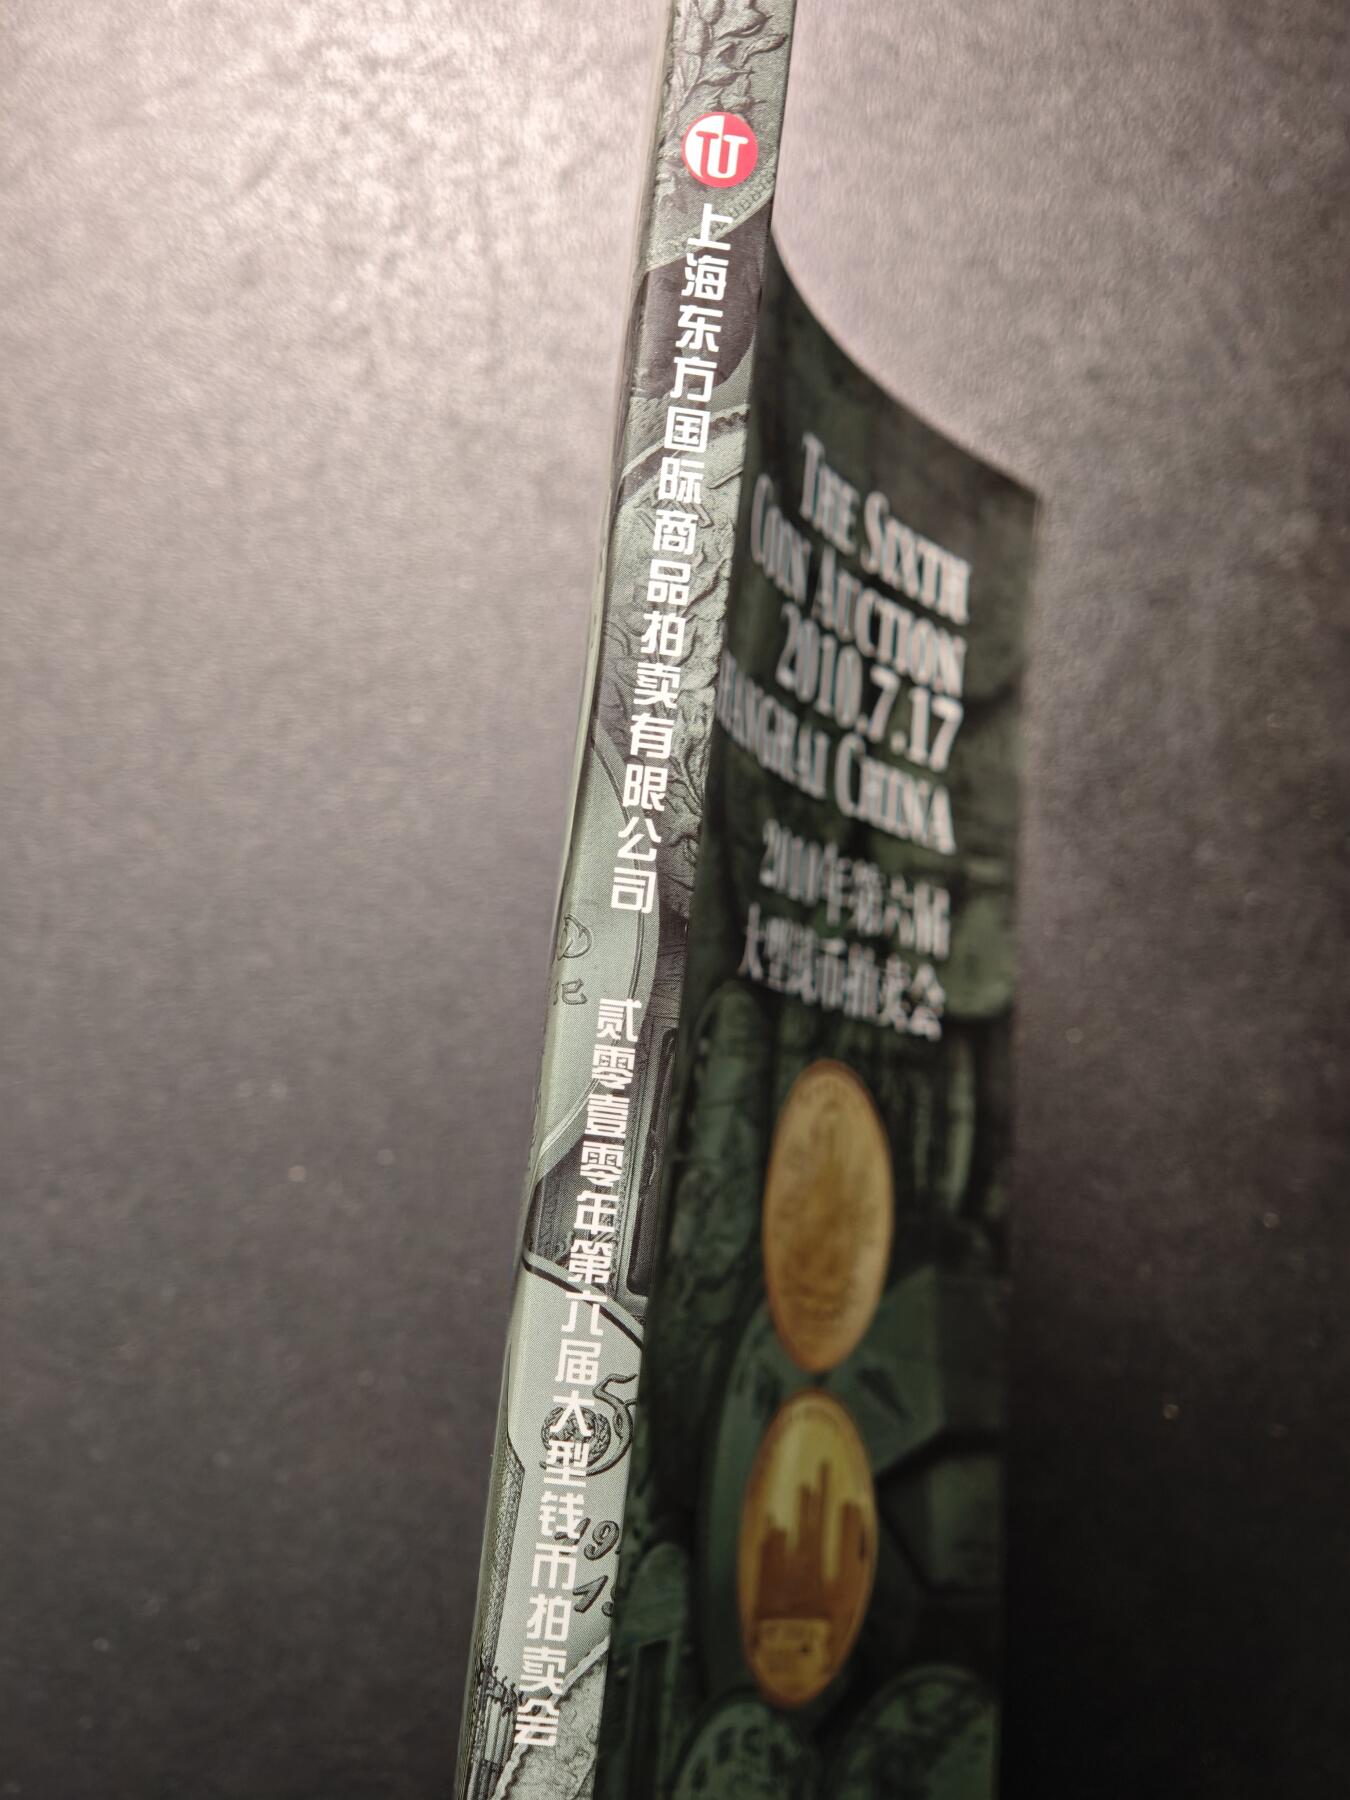 TU
上海东方国际商品拍卖有限公司
贰零壹零年第六届大型钱币拍卖会
THE SIXTH
COIN AUCTION
2010.7.17
SHANGHAI CHINA
2010年第六届
大型钱币拍卖会
5